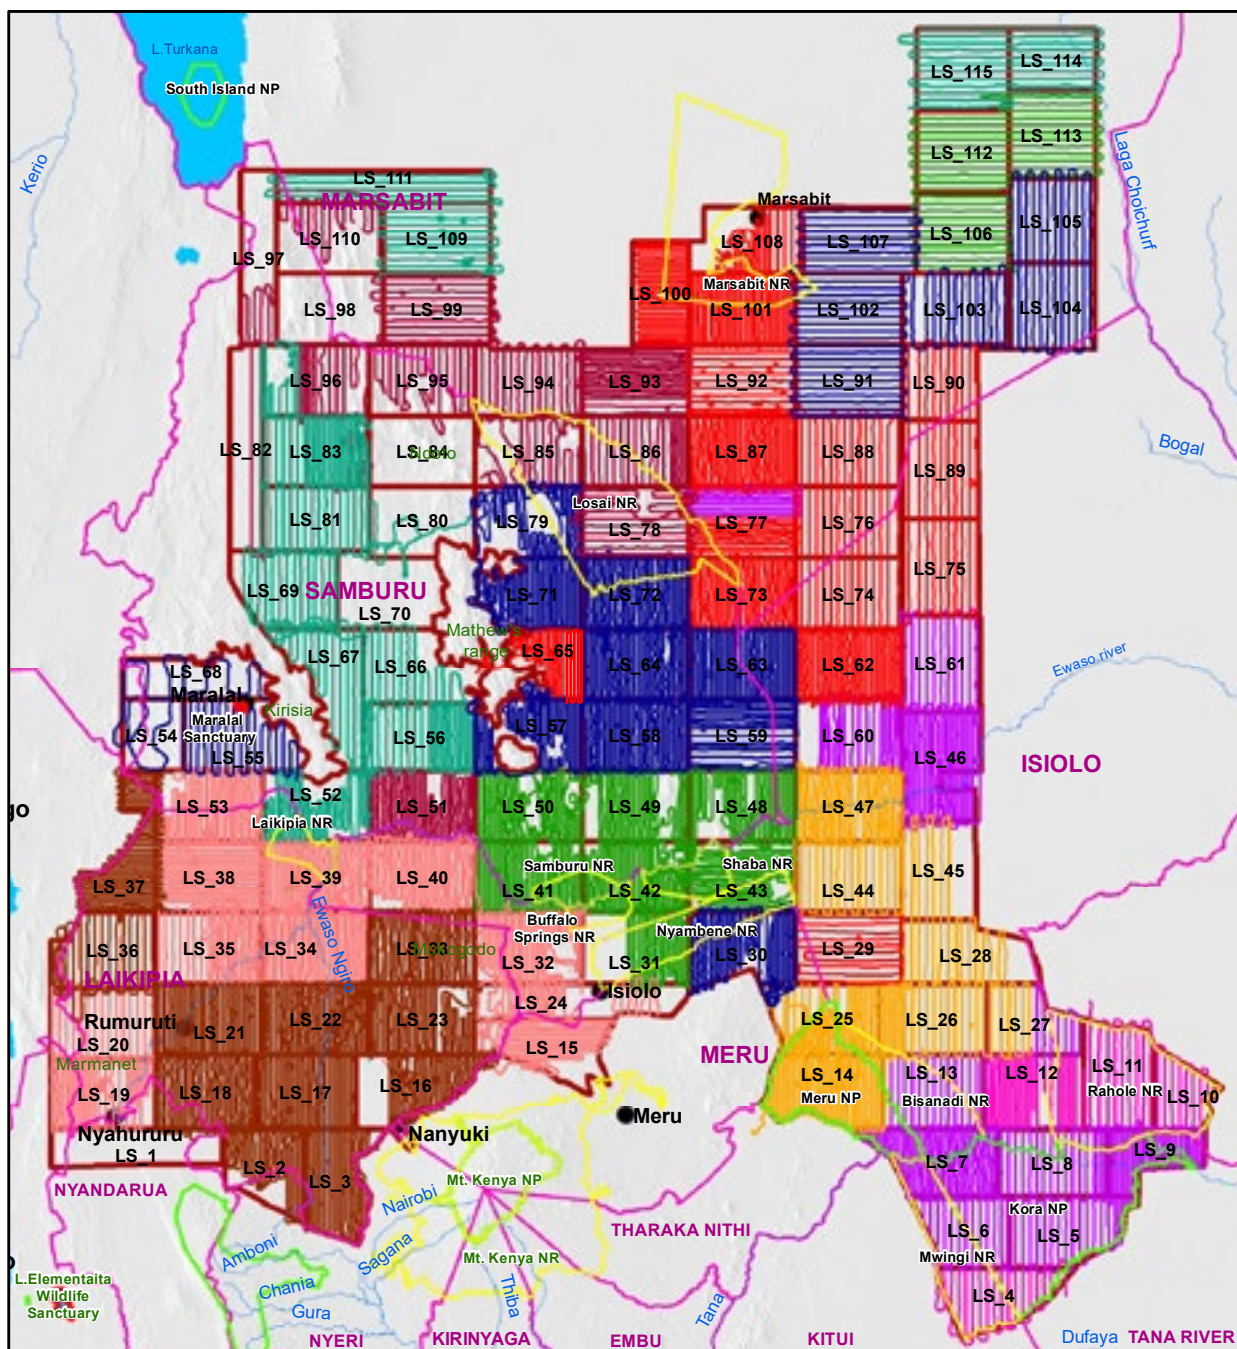 L.Turkana
South Island NP
Kerio
LS_115
LS_114
LS_112
LS_113
Laga Choichurf
LS_111
MARSABIT
LS_110
LS_109
LS_97
Marsabit
LS_108
LS_107
LS_106
LS_105
Marsabit NR
LS_98
LS_99
LS_100
LS_101
LS_102
LS_103
LS_104
LS_96
LS_95
LS_94
LS_93
LS_92
LS_91
LS_90
LS_82
LS_83
LS_84
Ndoto
LS_85
LS_86
LS_87
LS_88
LS_89
Bogal
Losai NR
LS_81
LS_80
LS_79
LS_78
LS_77
LS_76
LS_75
LS_69
SAMBURU
LS_70
LS_71
LS_72
LS_73
LS_74
Mathew's
range
LS_68
LS_67
LS_66
LS_65
LS_64
LS_63
LS_62
LS_61
Ewaso river
Maralal
Kirisia
Maralal
Sanctuary
LS_54
LS_55
LS_56
LS_57
LS_58
LS_59
LS_60
LS_46
ISIOLO
go
LS_53
LS_52
LS_51
LS_50
LS_49
LS_48
LS_47
Laikipia NR
LS_37
LS_38
LS_39
LS_40
Samburu NR
LS_41
LS_42
Shaba NR
LS_43
LS_44
LS_45
LS_36
LS_35
LS_34
Ewaso Ngiro
LS_33
Mukogodo
Buffalo
Springs NR
LS_32
Nyambene NR
LS_31
LS_30
LS_29
LS_28
LAIKIPIA
Isiolo
Rumuruti
LS_20
LS_21
LS_22
LS_23
LS_24
LS_15
MERU
LS_25
LS_26
LS_27
Marmanet
LS_19
LS_18
LS_17
LS_16
LS_14
Meru NP
LS_13
Bisanadi NR
LS_12
LS_11
Rahole NR
LS_10
Nyahururu
LS_1
Nanyuki
Meru
LS_2
LS_3
LS_7
LS_8
LS_9
NYANDARUA
Nairobi
Mt. Kenya NP
THARAKA NITHI
Kora NP
LS_6
LS_5
Mwingi NR
LS_4
Amboni
Sagana
Mt. Kenya NR
Chania
Gura
Thiba
Tana
L.Elementaita
Wildlife
Sanctuary
NYERI
KIRINYAGA
EMBU
KITUI
Dufaya
TANA RIVER